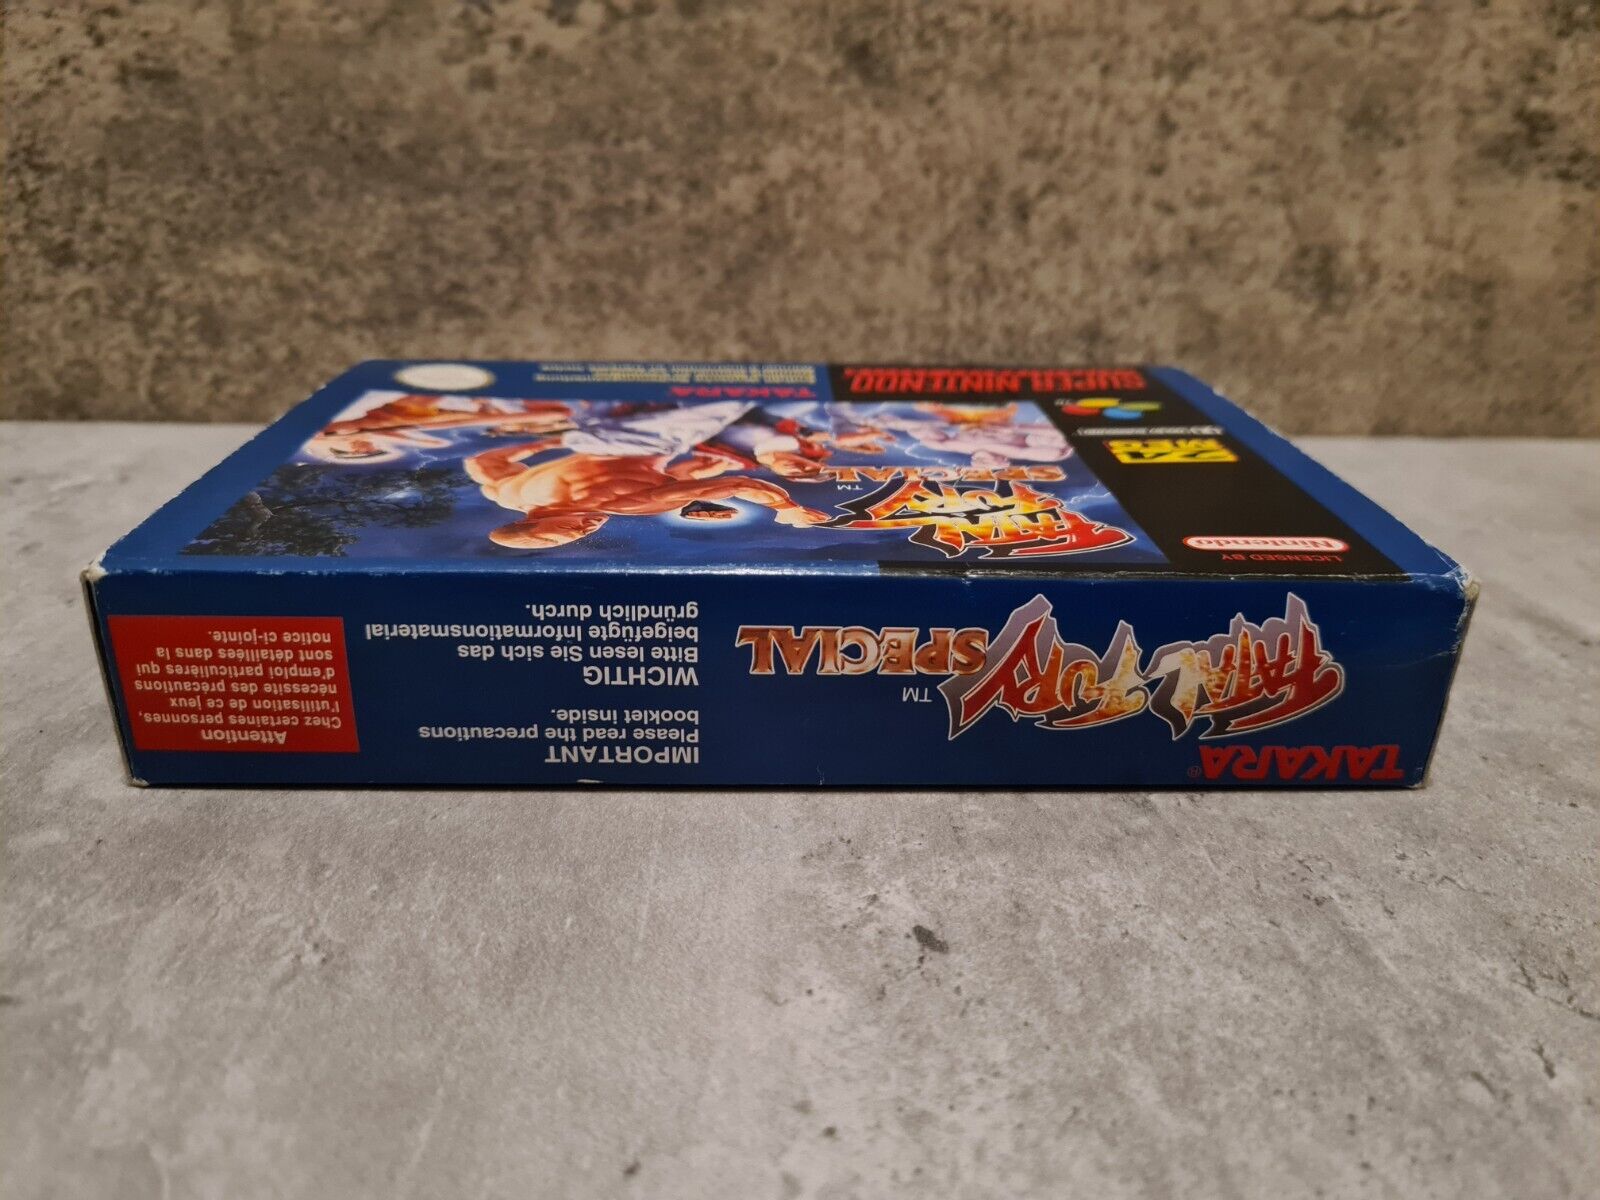 TAKARA®
FATAL FURY
SPECIAL
TM
IMPORTANT
Please read the precautions
booklet inside.
WICHTIG
Bitte lesen Sie sich das
beigefügte Informationsmaterial
gründlich durch.
Attention
Chez certaines personnes,
l'utilisation de ce jeux
nécessite des précautions
d'emploi particulières qui
sont détaillées dans la
notice ci-jointe.
LICENSED BY
Nintendo
FATAL
FURY
SPECIAL
TM
MEG
SUPER NINTENDO
TAKARA